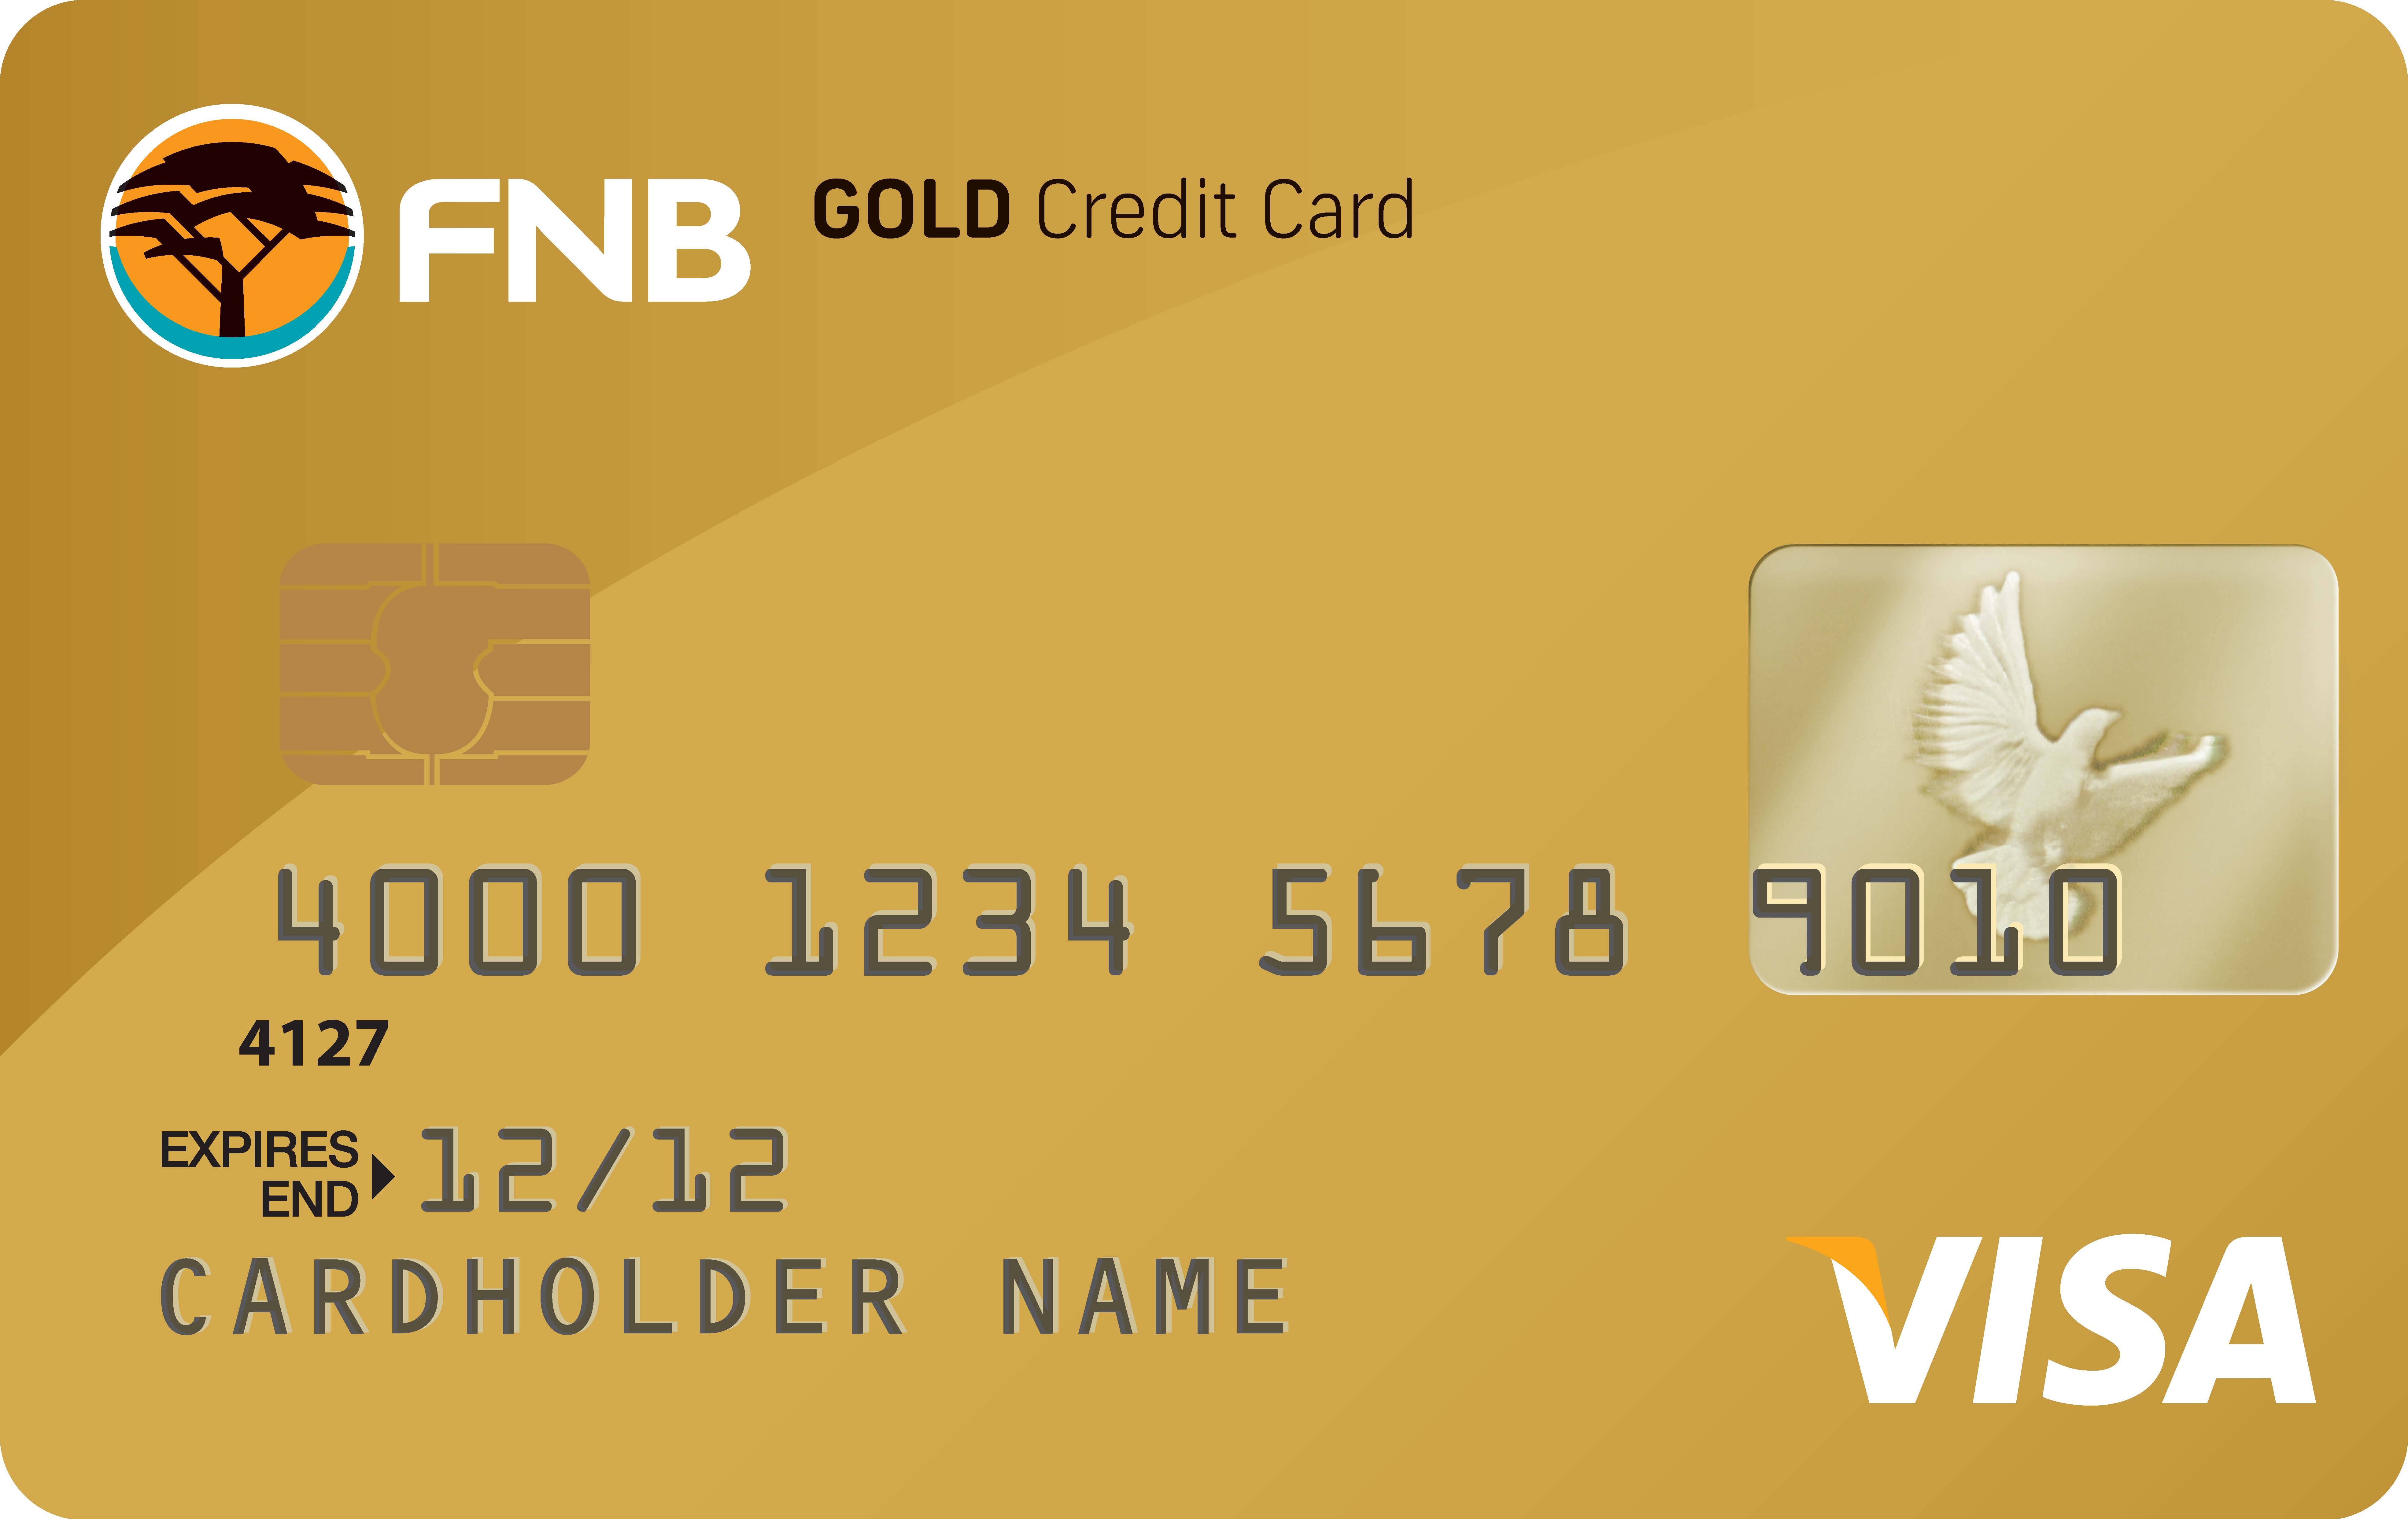 FNB GOLD Credit Card
4000 1234 5678 9010
4127
EXPIRES END 12/12
CARDHOLDER NAME
VISA